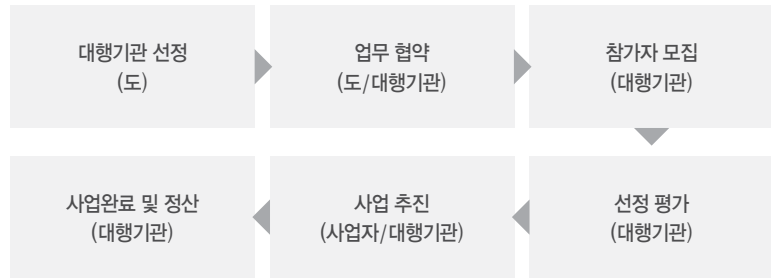 대행기관 선정
(도)
업무 협약
(도/대행기관)
참가자 모집
(대행기관)
선정 평가
(대행기관)
사업 추진
(사업자/대행기관)
사업완료 및 정산
(대행기관)